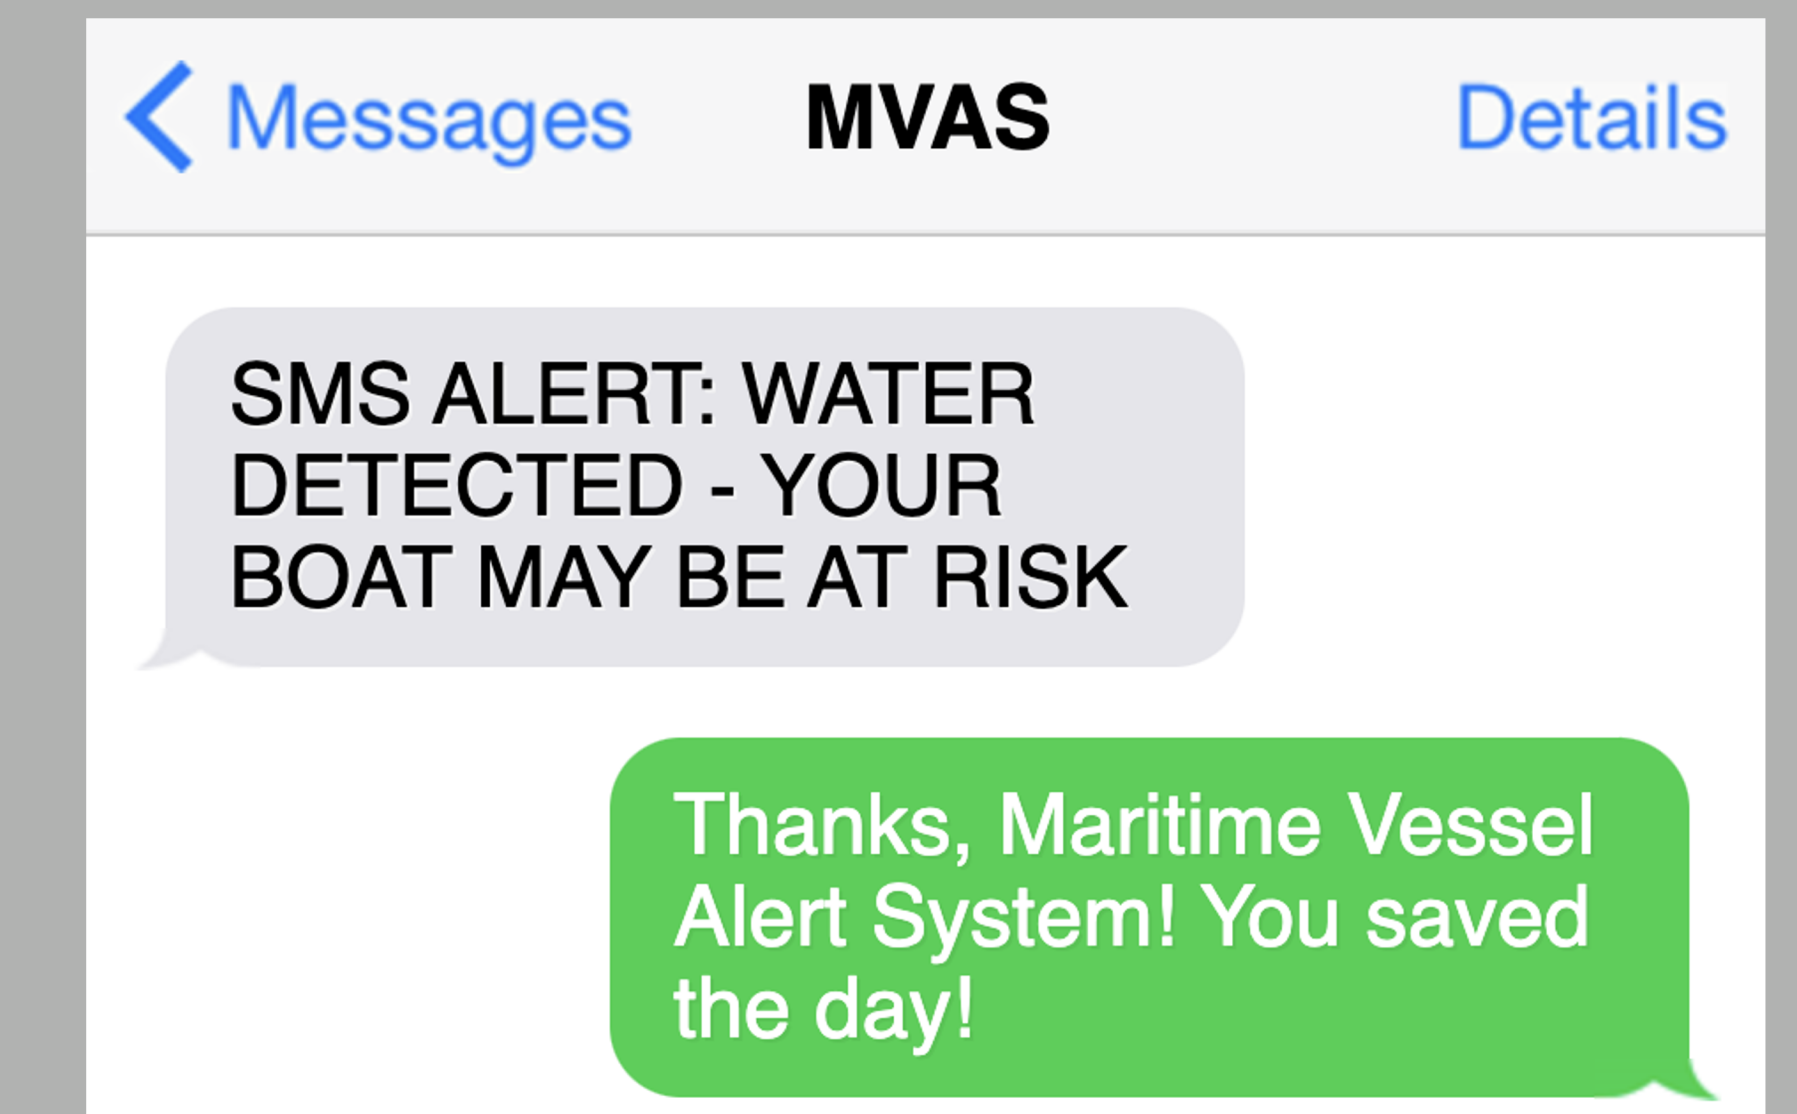 Messages MVAS Details
SMS ALERT: WATER
DETECTED - YOUR
BOAT MAY BE AT RISK
Thanks, Maritime Vessel
Alert System! You saved
the day!